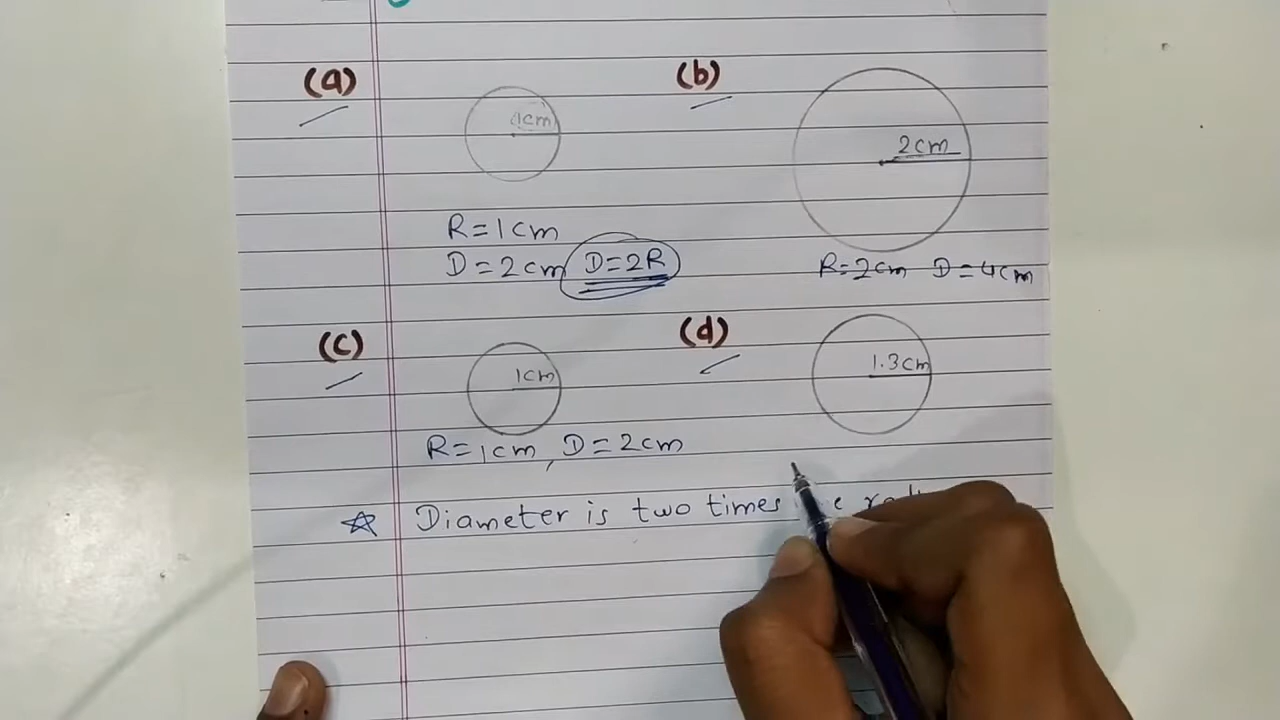 (a)
1cm
R=1cm
D=2cm D=2R
(b)
2cm
R=2cm D=4cm
(c)
1cm
R=1cm, D=2cm
(d)
1.3cm
☆ Diameter is two times